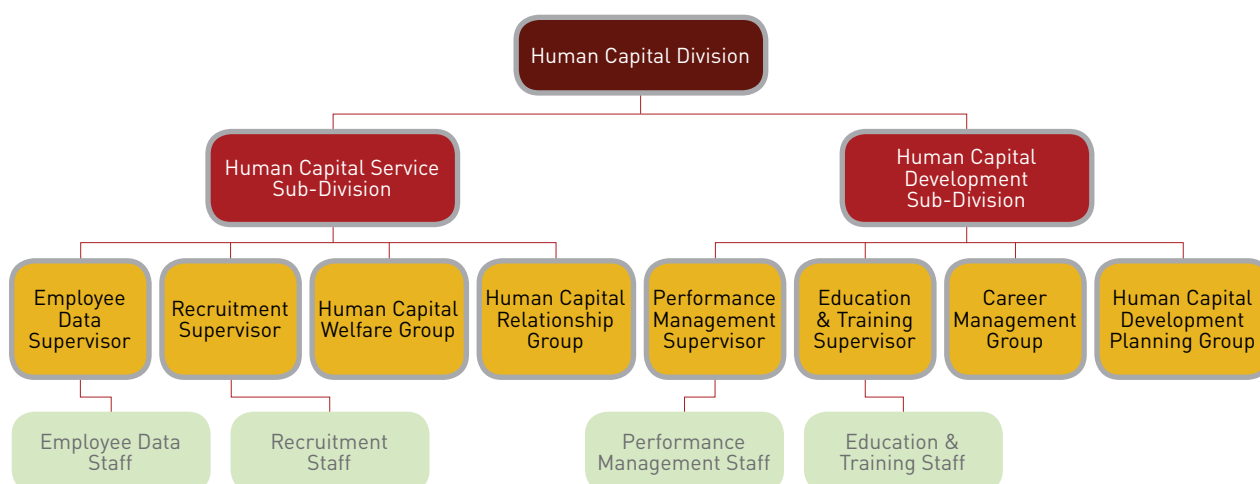 Human Capital Division
Human Capital Service
Sub-Division
Human Capital
Development
Sub-Division
Employee
Data
Supervisor
Recruitment
Supervisor
Human Capital
Welfare Group
Human Capital
Relationship
Group
Performance
Management
Supervisor
Education
& Training
Supervisor
Career
Management
Group
Human Capital
Development
Planning Group
Employee Data
Staff
Recruitment
Staff
Performance
Management Staff
Education &
Training Staff